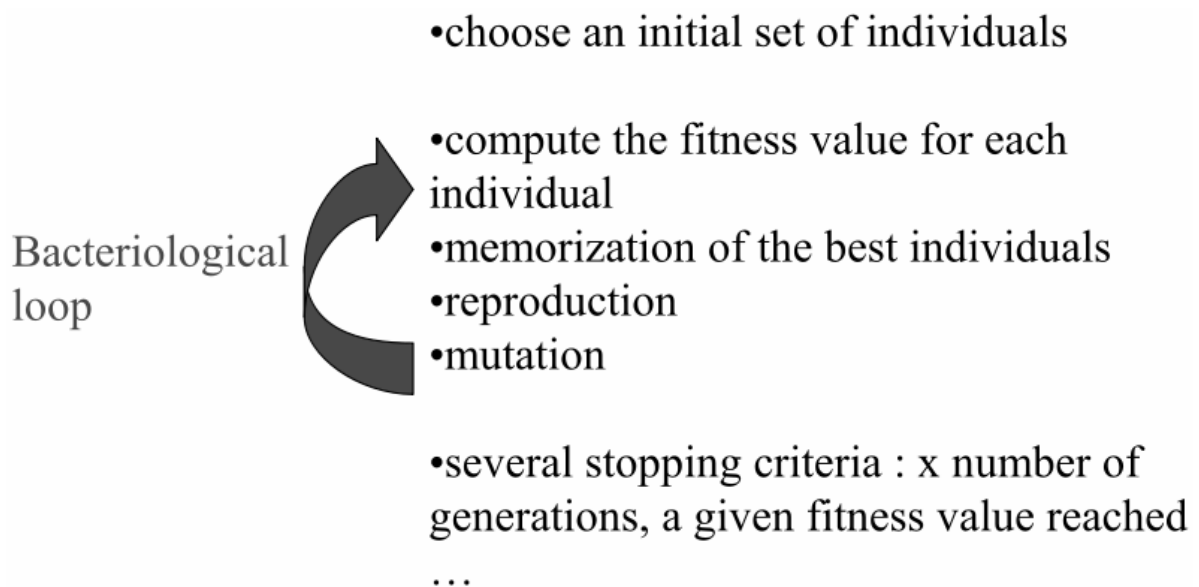 •choose an initial set of individuals
•compute the fitness value for each
individual
Bacteriological
loop
•memorization of the best individuals
•reproduction
•mutation
•several stopping criteria : x number of
generations, a given fitness value reached
…